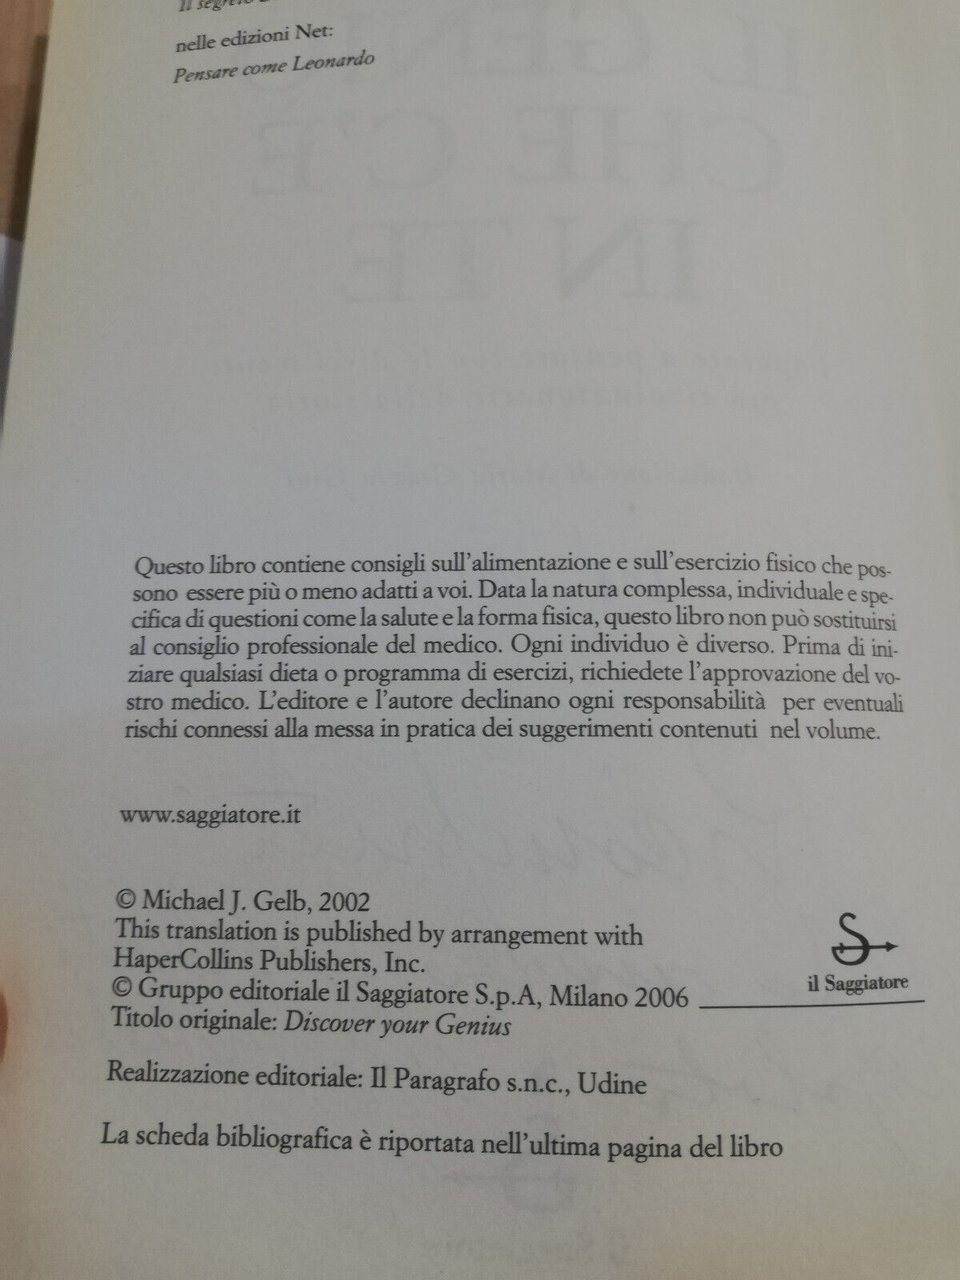 Il segreto
nelle edizioni Net:
Pensare come Leonardo
GENIO
CHE C'È
IN TE
Questo libro contiene consigli sull'alimentazione e sull'esercizio fisico che pos-
sono essere più o meno adatti a voi. Data la natura complessa, individuale e spe-
cifica di questioni come la salute e la forma fisica, questo libro non può sostituirsi
al consiglio professionale del medico. Ogni individuo è diverso. Prima di ini-
ziare qualsiasi dieta o programma di esercizi, richiedete l'approvazione del vo-
stro medico. L'editore e l'autore declinano ogni responsabilità per eventuali
rischi connessi alla messa in pratica dei suggerimenti contenuti nel volume.
www.saggiatore.it
© Michael J. Gelb, 2002
This translation is published by arrangement with
HaperCollins Publishers, Inc.
© Gruppo editoriale il Saggiatore S.p.A, Milano 2006
il Saggiatore
Titolo originale: Discover your Genius
Realizzazione editoriale: Il Paragrafo s.n.c., Udine
La scheda bibliografica è riportata nell'ultima pagina del libro